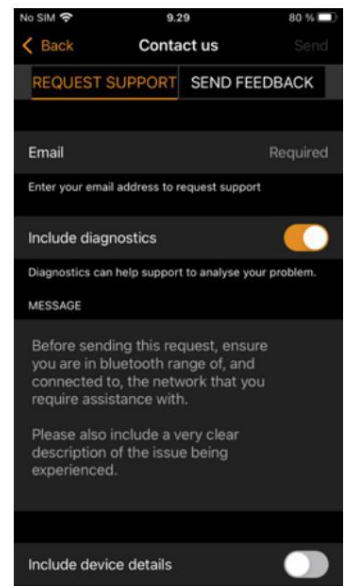 No SIM 9.29 80 %
Back Contact us Send
REQUEST SUPPORT SEND FEEDBACK
Email Required
Enter your email address to request support
Include diagnostics
Diagnostics can help support to analyse your problem.
MESSAGE
Before sending this request, ensure
you are in bluetooth range of, and
connected to, the network that you
require assistance with.
Please also include a very clear
description of the issue being
experienced.
Include device details